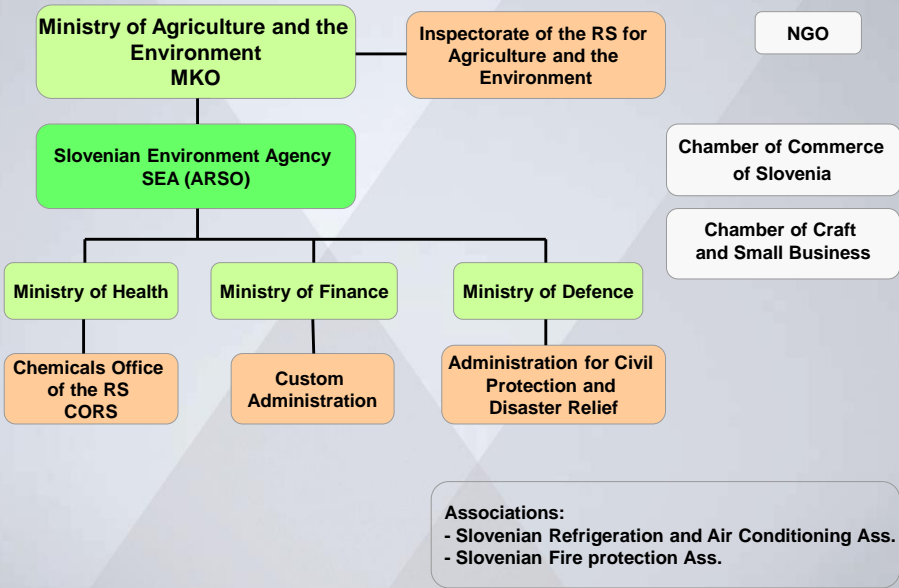 Ministry of Agriculture and the
Environment
MKO
Inspectorate of the RS for
Agriculture and the
Environment
NGO
Slovenian Environment Agency
SEA (ARSO)
Chamber of Commerce
of Slovenia
Chamber of Craft
and Small Business
Ministry of Health
Ministry of Finance
Ministry of Defence
Chemicals Office
of the RS
CORS
Custom
Administration
Administration for Civil
Protection and
Disaster Relief
Associations:
- Slovenian Refrigeration and Air Conditioning Ass.
- Slovenian Fire protection Ass.